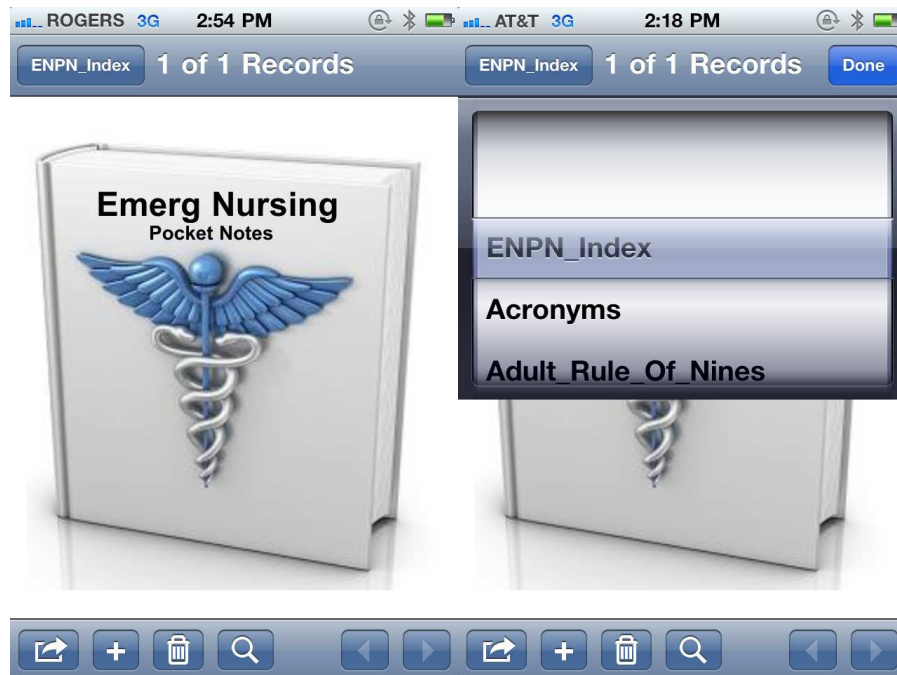 ROGERS 3G 2:54 PM
ENPN_Index 1 of 1 Records
Emerg Nursing
Pocket Notes
AT&T 3G 2:18 PM
ENPN_Index 1 of 1 Records Done
ENPN_Index
Acronyms
Adult_Rule_Of_Nines